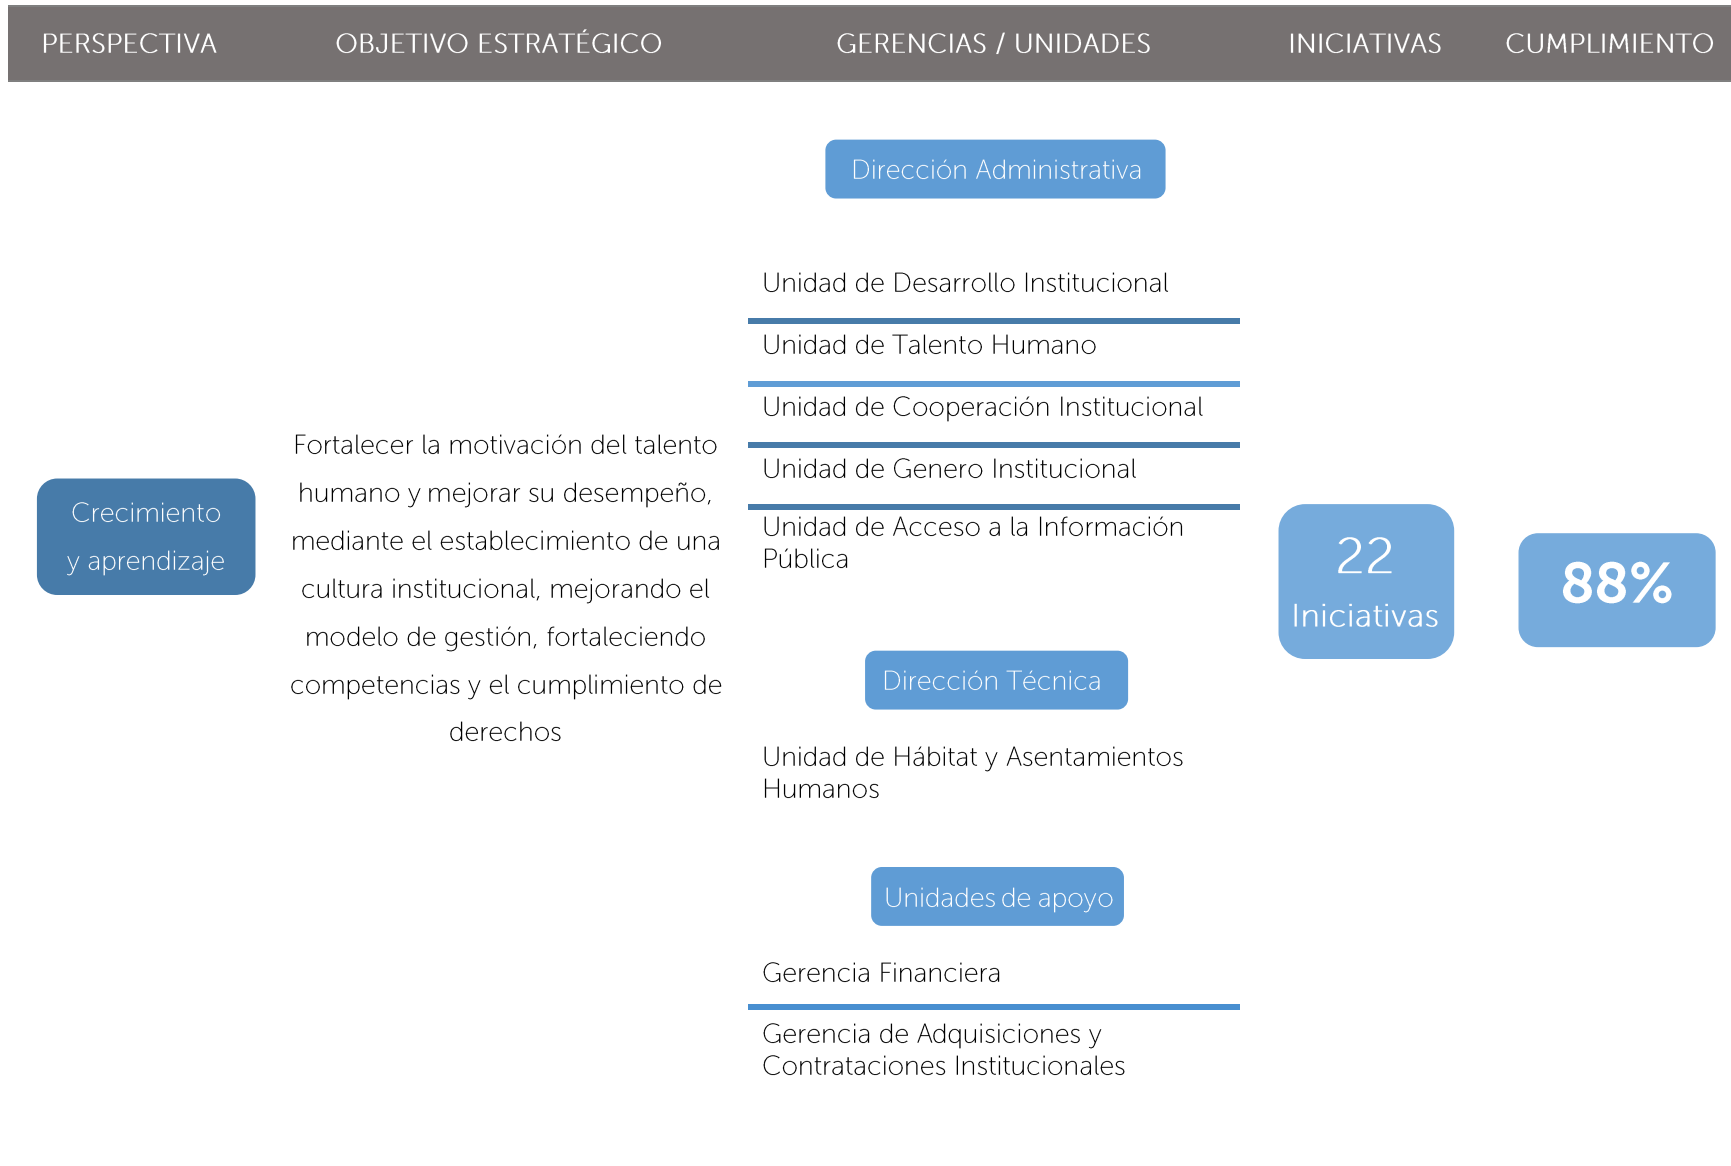 PERSPECTIVA
OBJETIVO ESTRATÉGICO
GERENCIAS / UNIDADES
INICIATIVAS
CUMPLIMIENTO
Crecimiento
y aprendizaje
Fortalecer la motivación del talento
humano y mejorar su desempeño,
mediante el establecimiento de una
cultura institucional, mejorando el
modelo de gestión, fortaleciendo
competencias y el cumplimiento de
derechos
Dirección Administrativa
Unidad de Desarrollo Institucional
Unidad de Talento Humano
Unidad de Cooperación Institucional
Unidad de Genero Institucional
Unidad de Acceso a la Información
Pública
Dirección Técnica
Unidad de Hábitat y Asentamientos
Humanos
Unidades de apoyo
Gerencia Financiera
Gerencia de Adquisiciones y
Contrataciones Institucionales
22
Iniciativas
88%